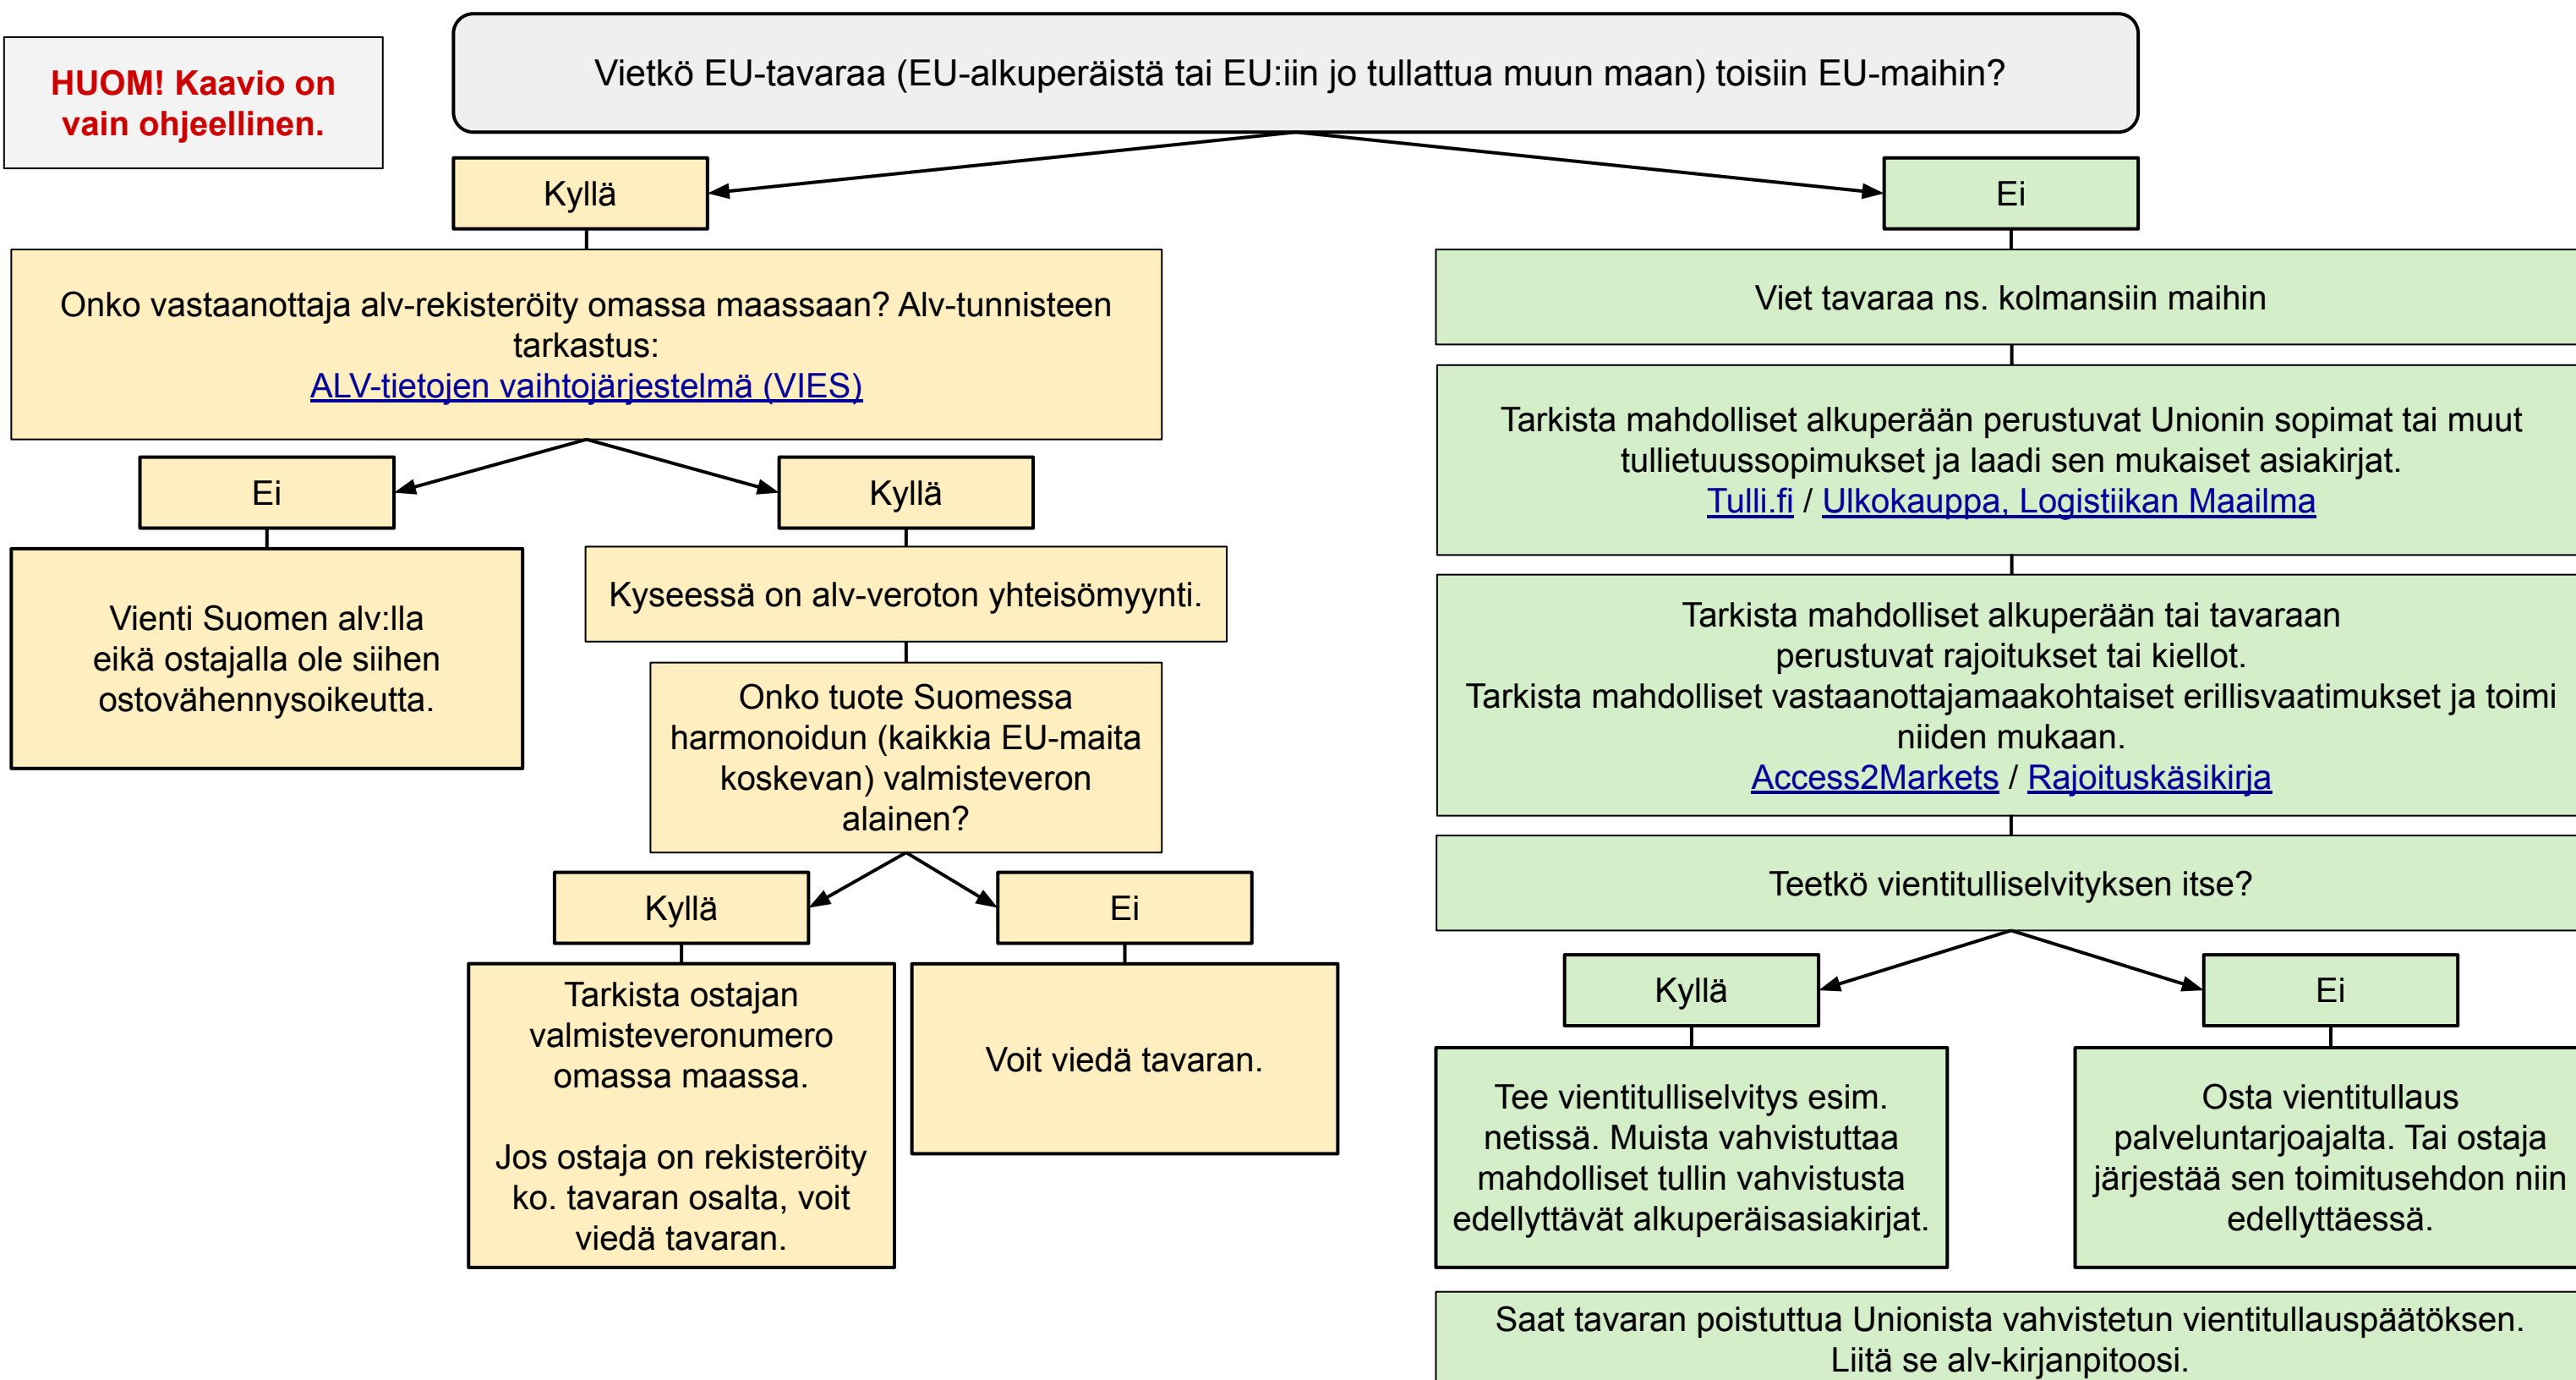 HUOM! Kaavio on
vain ohjeellinen.
Vietkö EU-tavaraa (EU-alkuperäistä tai EU:iin jo tullattua muun maan) toisiin EU-maihin?
Kyllä
Onko vastaanottaja alv-rekisteröity omassa maassaan? Alv-tunnisteen
tarkastus:
ALV-tietojen vaihtojärjestelmä (VIES)
Ei
Vienti Suomen alv:lla
eikä ostajalla ole siihen
ostovähennysoikeutta.
Kyllä
Kyseessä on alv-veroton yhteisömyynti.
Onko tuote Suomessa
harmonoidun (kaikkia EU-maita
koskevan) valmisteveron
alainen?
Kyllä
Tarkista ostajan
valmisteveronumero
omassa maassa.
Jos ostaja on rekisteröity
ko. tavaran osalta, voit
viedä tavaran.
Ei
Voit viedä tavaran.
Ei
Viet tavaraa ns. kolmansiin maihin
Tarkista mahdolliset alkuperään perustuvat Unionin sopimat tai muut
tullietuussopimukset ja laadi sen mukaiset asiakirjat.
Tulli.fi / Ulkokauppa, Logistiikan Maailma
Tarkista mahdolliset alkuperään tai tavaraan
perustuvat rajoitukset tai kiellot.
Tarkista mahdolliset vastaanottajamaakohtaiset erillisvaatimukset ja toimi
niiden mukaan.
Access2Markets / Rajoituskäsikirja
Teetkö vientitulliselvityksen itse?
Kyllä
Tee vientitulliselvitys esim.
netissä. Muista vahvistuttaa
mahdolliset tullin vahvistusta
edellyttävät alkuperäisasiakirjat.
Ei
Osta vientitullaus
palveluntarjoajalta. Tai ostaja
järjestää sen toimitusehdon niin
edellyttäessä.
Saat tavaran poistuttua Unionista vahvistetun vientitullauspäätöksen.
Liitä se alv-kirjanpitoosi.